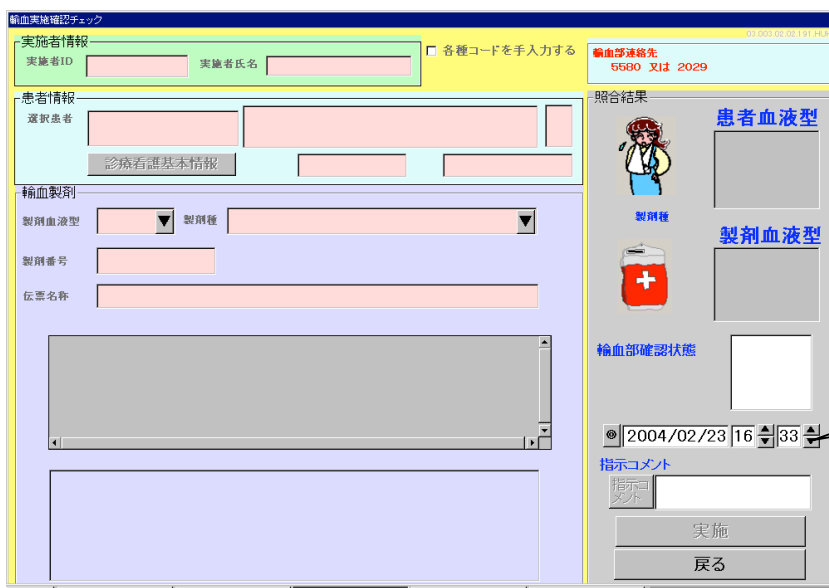 輸血実施確認チェック
03.003.02.02.191.HUH
実施者情報
実施者ID
実施者氏名
各種コードを手入力する
輸血部連絡先
5580 又は 2029
患者情報
選択患者
診療看護基本情報
輸血製剤
製剤血液型
製剤種
製剤番号
伝票名称
照合結果
患者血液型
製剤種
製剤血液型
輸血部確認状態
2004/02/23 16 33
指示コメント
指示コ
メント
実施
戻る